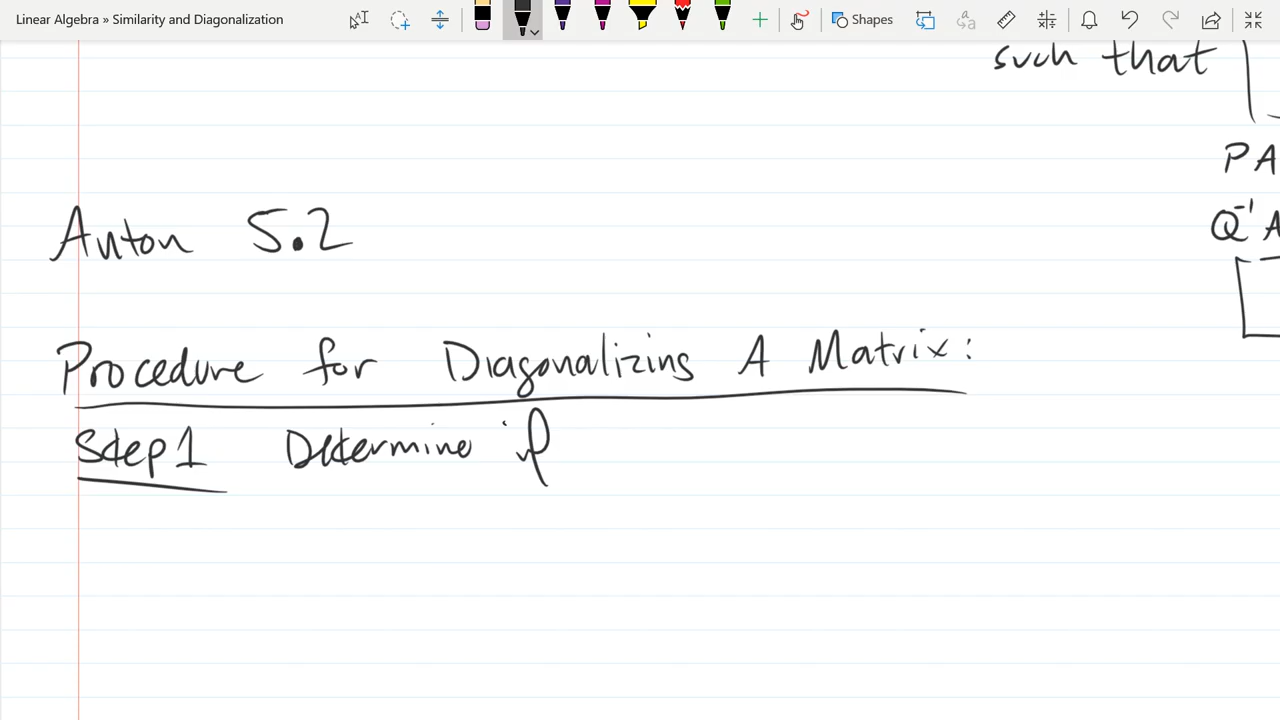 Linear Algebra » Similarity and Diagonalization
Shapes
such that
PA
Q⁻¹A
Anton 5.2
Procedure for Diagonalizing A Matrix:
Step 1 Determine if